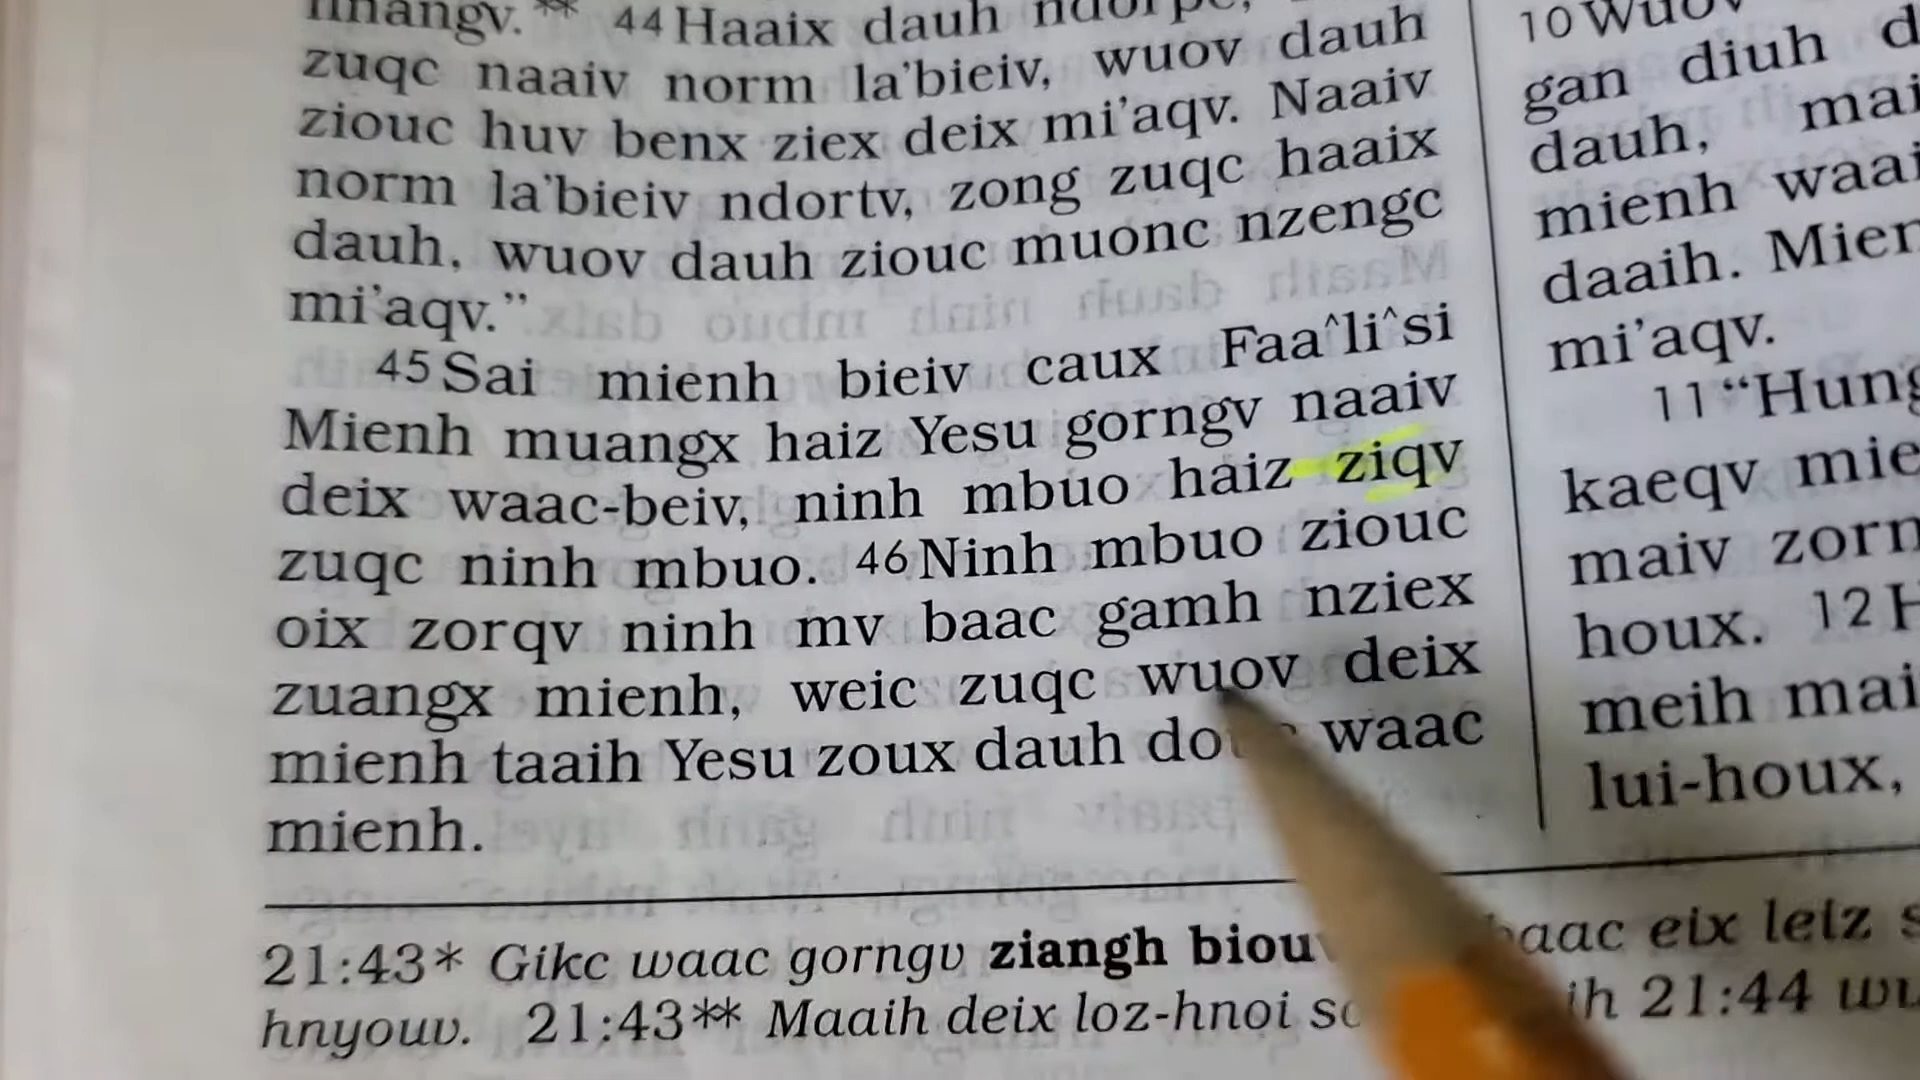 44 Haaix dauh
zuqc naaiv norm la’bieiv, wuov dauh
ziouc huv benx ziex deix mi’aqv. Naaiv
norm la’bieiv ndortv, zong zuqc haaix
dauh, wuov dauh ziouc muonc nzengc
mi’aqv.”
45 Sai mienh bieiv caux Faa^li^si
Mienh muangx haiz Yesu gorngv naaiv
deix waac-beiv, ninh mbuo haiz ziqv
zuqc ninh mbuo. 46 Ninh mbuo ziouc
oix zorqv ninh mv baac gamh nziex
zuangx mienh, weic zuqc wuov deix
mienh taaih Yesu zoux dauh waac
mienh.
21:43* Gikc waac gorngv ziangh eix leiz
hnyouv. 21:43** Maaih deix loz-hnoi 21:44
10 Wuov
gan diuh
dauh,
mienh
daaih.
mi’aqv.
11 “
kaeqv
maiv
houx. 12
meih
lui-houx,